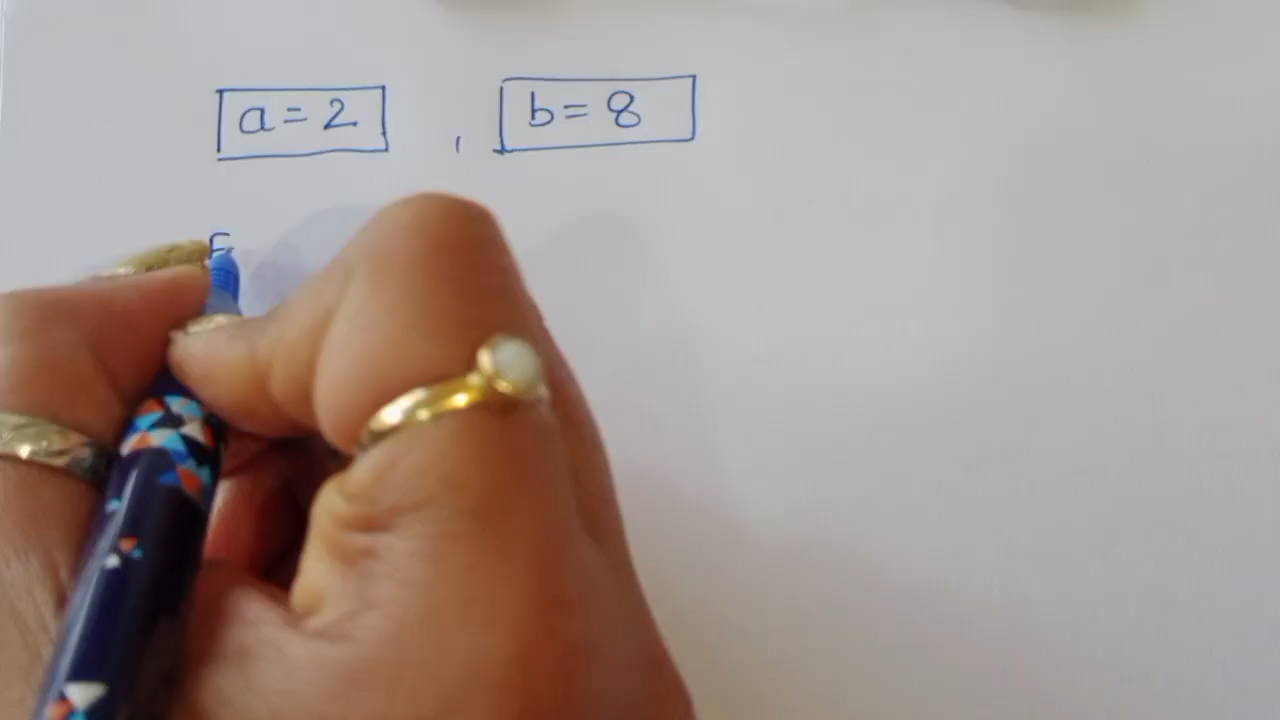 a = 2 , b = 8
F